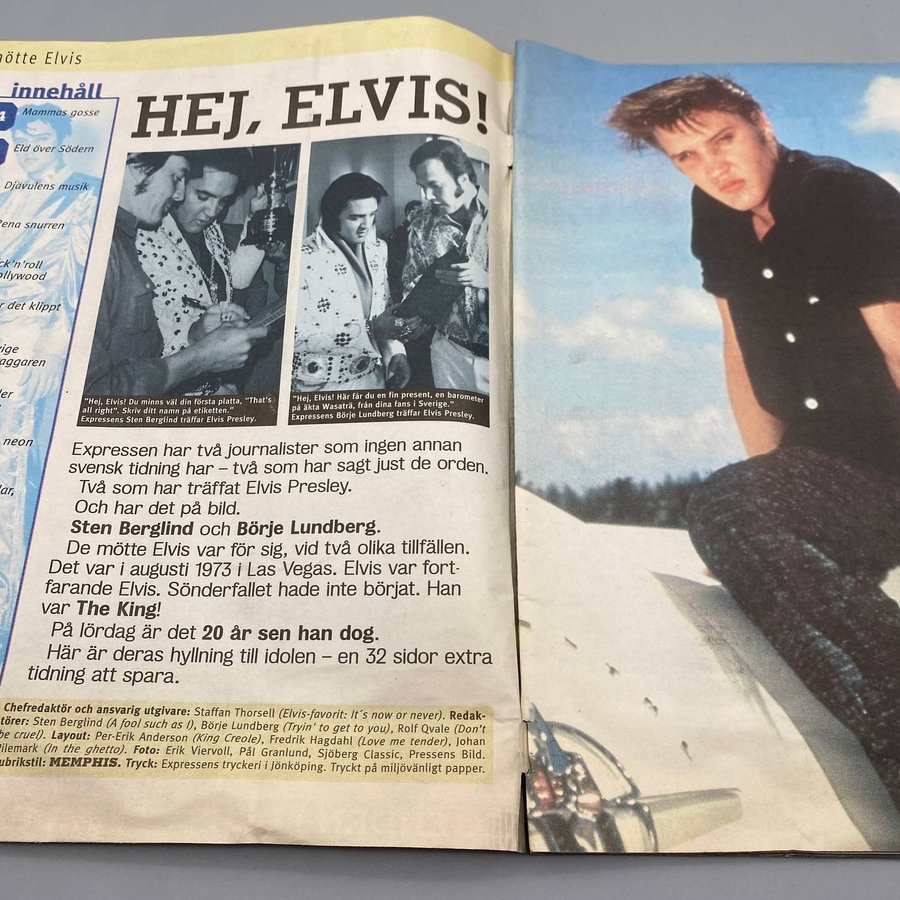 mötte Elvis
innehåll
4
Mammas gosse
Eld över Södern
Djävulens musik
snurren
ck'n'roll
ollywood
r det klippt
raggaren
neon
HEJ, ELVIS!
"Hej, Elvis! Du minns väl din första platta, "That's
all right". Skriv ditt namn på etiketten."
Expressens Sten Berglind träffar Elvis Presley.
"Hej, Elvis! Här får du en fin present, en barometer
på äkta Wasaträ, från dina fans i Sverige."
Expressens Börje Lundberg träffar Elvis Presley.
Expressen har två journalister som ingen annan
svensk tidning har – två som har sagt just de orden.
Två som har träffat Elvis Presley.
Och har det på bild.
Sten Berglind och Börje Lundberg.
De mötte Elvis var för sig, vid två olika tillfällen.
Det var i augusti 1973 i Las Vegas. Elvis var fort-
farande Elvis. Sönderfallet hade inte börjat. Han
var The King!
På lördag är det 20 år sen han dog.
Här är deras hyllning till idolen – en 32 sidor extra
tidning att spara.
Chefredaktör och ansvarig utgivare: Staffan Thorsell (Elvis-favorit: It´s now or never). Redak-
törer: Sten Berglind (A fool such as I), Börje Lundberg (Tryin' to get to you), Rolf Qvale (Don't
be cruel). Layout: Per-Erik Anderson (King Creole), Fredrik Hagdahl (Love me tender), Johan
ilemark (In the ghetto). Foto: Erik Viervoll, Pål Granlund, Sjöberg Classic, Pressens Bild.
ubrikstil: MEMPHIS. Tryck: Expressens tryckeri i Jönköping. Tryckt på miljövänligt papper.